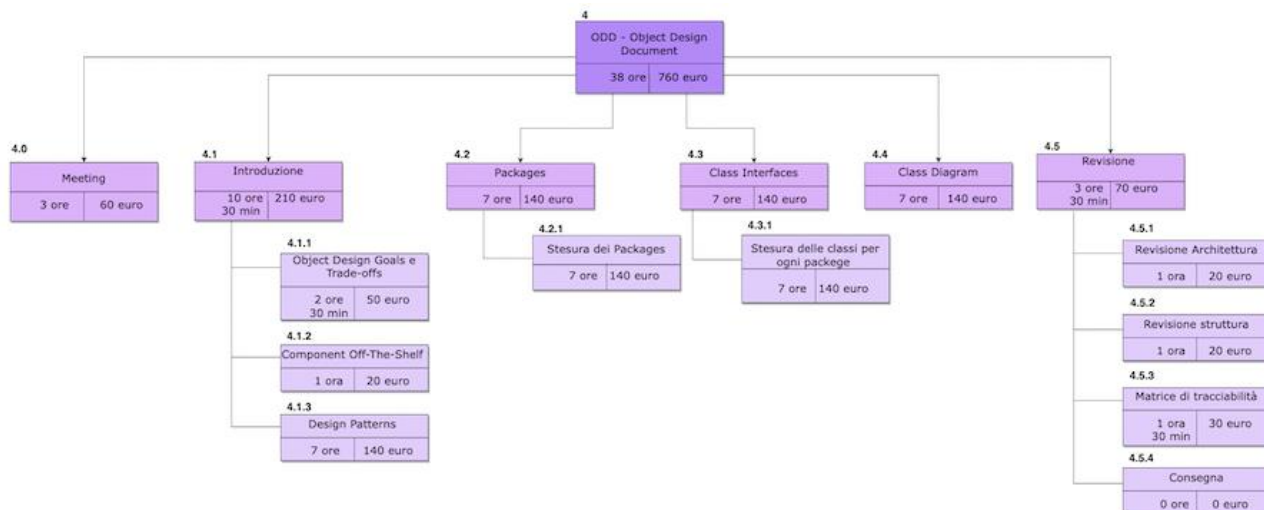 4
ODD - Object Design
Document
38 ore 760 euro
4.0
Meeting
3 ore 60 euro
4.1
Introduzione
10 ore 210 euro
30 min
4.1.1
Object Design Goals e
Trade-offs
2 ore 50 euro
30 min
4.1.2
Component Off-The-Shelf
1 ora 20 euro
4.1.3
Design Patterns
7 ore 140 euro
4.2
Packages
7 ore 140 euro
4.2.1
Stesura dei Packages
7 ore 140 euro
4.3
Class Interfaces
7 ore 140 euro
4.3.1
Stesura delle classi per
ogni packege
7 ore 140 euro
4.4
Class Diagram
7 ore 140 euro
4.5
Revisione
3 ore 70 euro
30 min
4.5.1
Revisione Architettura
1 ora 20 euro
4.5.2
Revisione struttura
1 ora 20 euro
4.5.3
Matrice di tracciabilità
1 ora 30 euro
30 min
4.5.4
Consegna
0 ore 0 euro